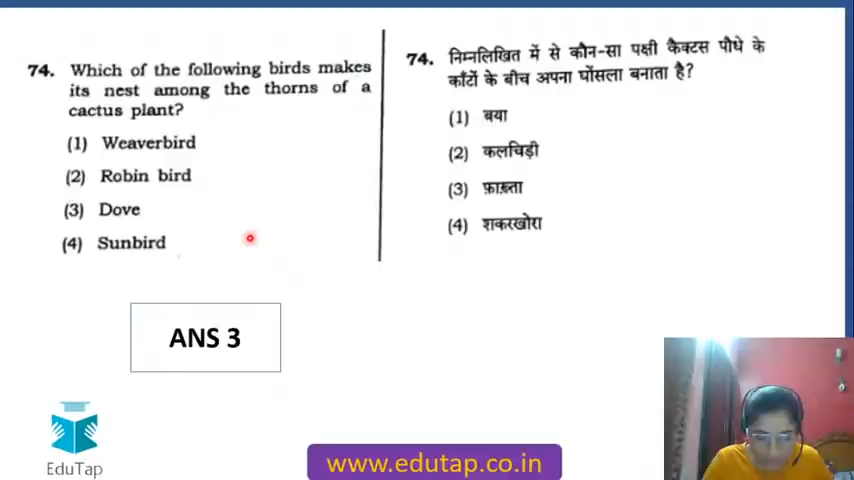 74. Which of the following birds makes
its nest among the thorns of a
cactus plant?
(1) Weaverbird
(2) Robin bird
(3) Dove
(4) Sunbird
74. निम्नलिखित में से कौन-सा पक्षी कैक्टस पौधे के
काँटों के बीच अपना घोंसला बनाता है?
(1) बया
(2) कलचिड़ी
(3) फ़ाख़्ता
(4) शकरखोरा
ANS 3
EduTap
www.edutap.co.in